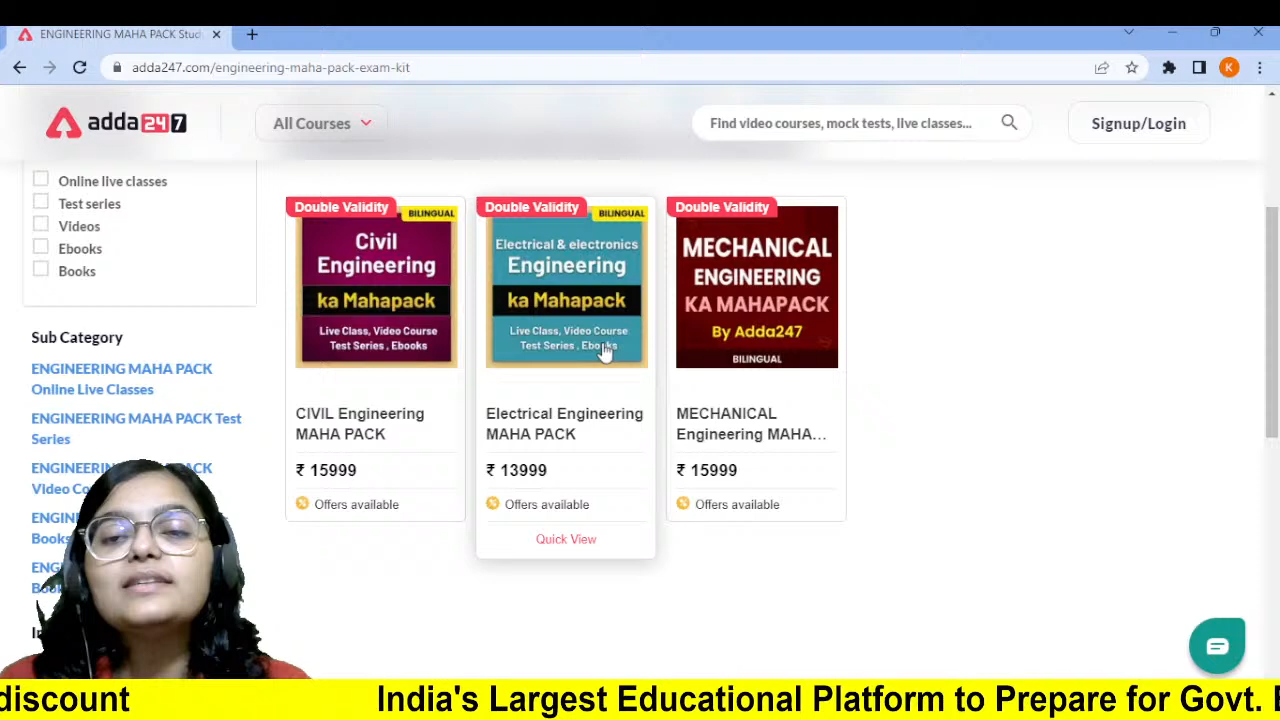 ENGINEERING MAHA PACK Stud
adda247.com/engineering-maha-pack-exam-kit
K
adda247
All Courses
Find video courses, mock tests, live classes...
Signup/Login
Online live classes
Test series
Videos
Ebooks
Books
Sub Category
ENGINEERING MAHA PACK
Online Live Classes
ENGINEERING MAHA PACK Test
Series
Double Validity
BILINGUAL
Civil
Engineering
ka Mahapack
Live Class, Video Course
Test Series , Ebooks
CIVIL Engineering
MAHA PACK
₹ 15999
Offers available
Double Validity
BILINGUAL
Electrical & electronics
Engineering
ka Mahapack
Live Class, Video Course
Test Series , Ebooks
Electrical Engineering
MAHA PACK
₹ 13999
Offers available
Quick View
Double Validity
MECHANICAL
ENGINEERING
KA MAHAPACK
By Adda247
BILINGUAL
MECHANICAL
Engineering MAHA...
₹ 15999
Offers available
discount
India's Largest Educational Platform to Prepare for Govt.